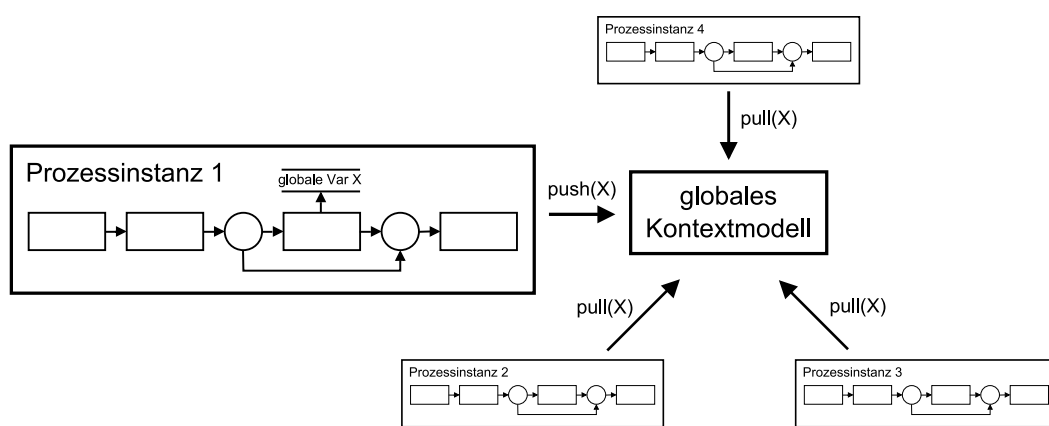 Prozessinstanz 4
pull(X)
Prozessinstanz 1
globale Var X
push(X)
globales
Kontextmodell
pull(X)
pull(X)
Prozessinstanz 2
Prozessinstanz 3